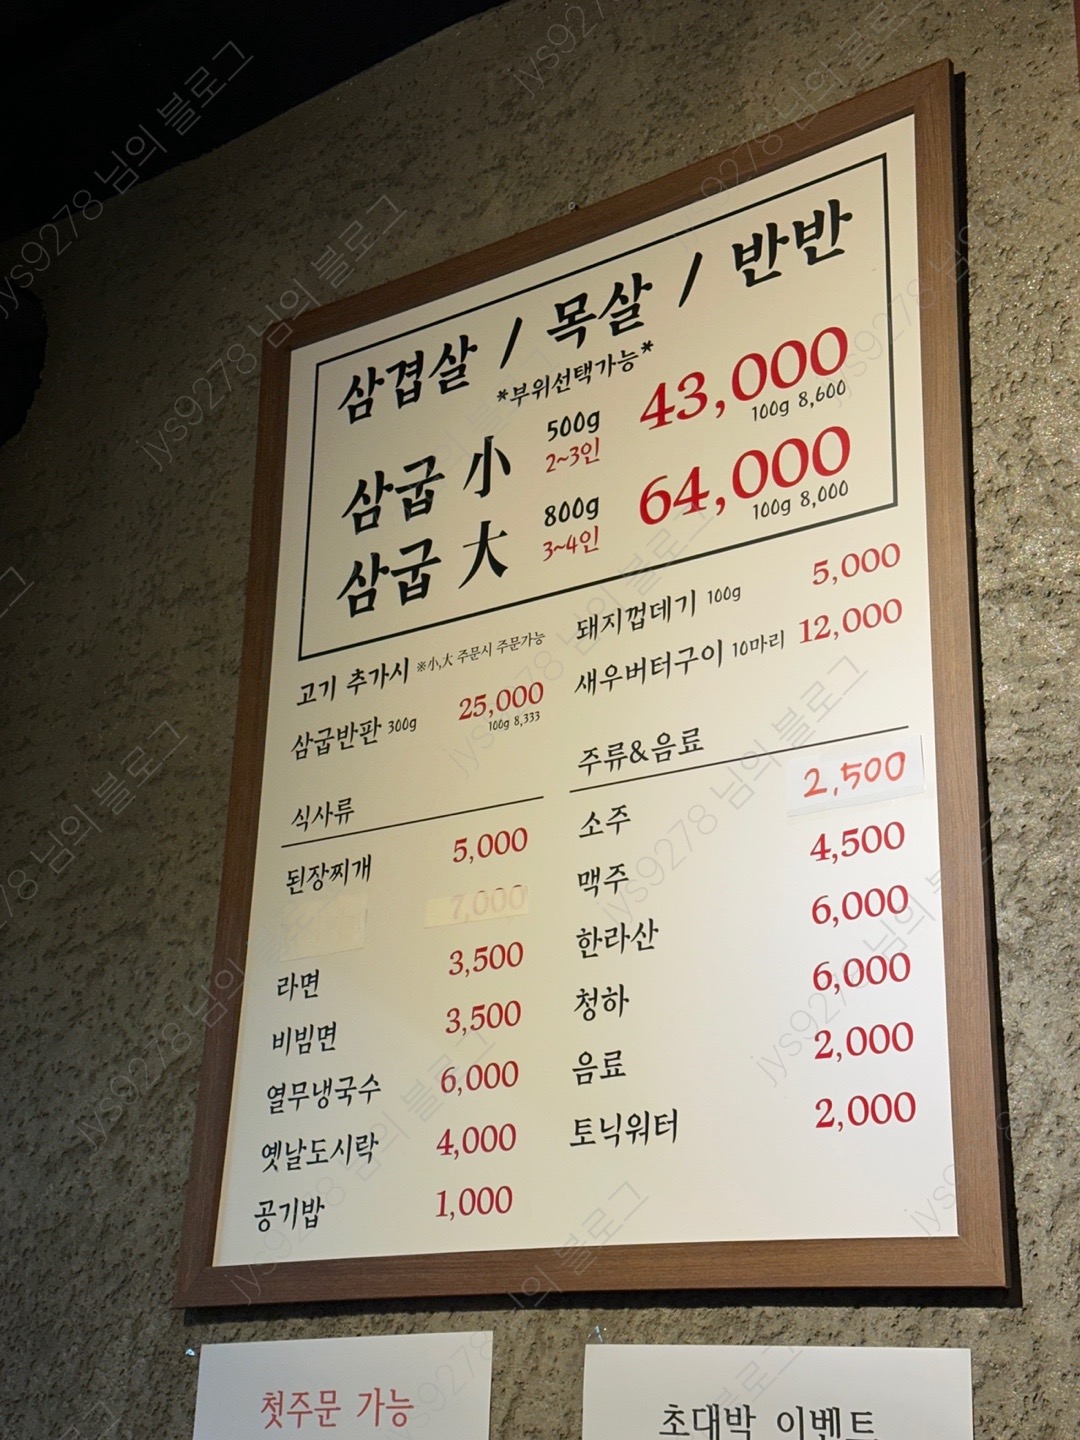 삼겹살 / 목살 / 반반
*부위선택가능*
삼굽 小 500g 2~3인 43,000
100g 8,600
삼굽 大 800g 3~4인 64,000
100g 8,000
고기 추가시 ※小,大 주문시 주문가능
삼굽반판 300g 25,000
100g 8,333
돼지껍데기 100g 5,000
새우버터구이 10마리 12,000
식사류
된장찌개 5,000
7,000
라면 3,500
비빔면 3,500
열무냉국수 6,000
옛날도시락 4,000
공기밥 1,000
주류&음료
소주 2,500
맥주 4,500
한라산 6,000
청하 6,000
음료 2,000
토닉워터 2,000
첫주문 가능
초대박 이벤트
jys9278 님의 블로그